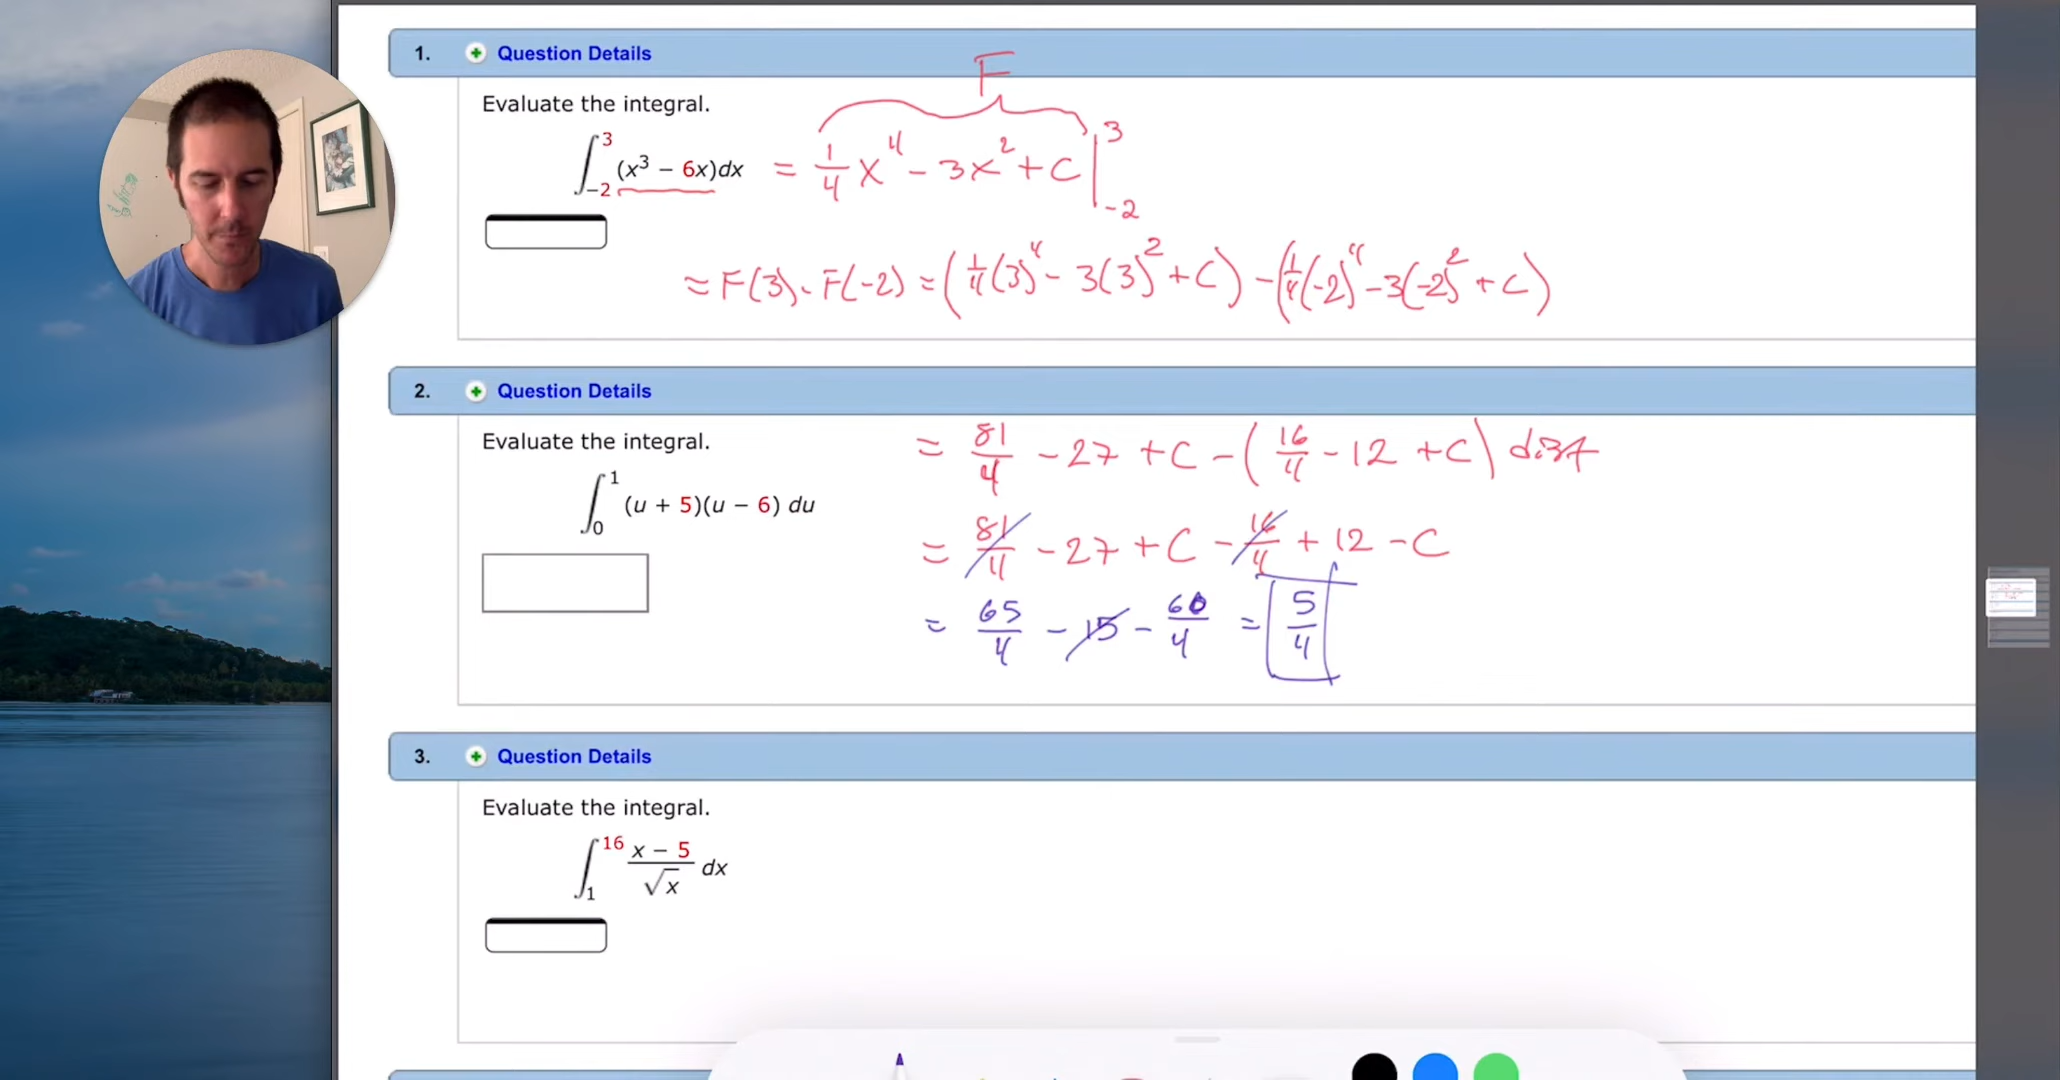 1. Question Details
Evaluate the integral.
∫_{-2}^{3} (x³ − 6x)dx = 1/4 x⁴ − 3x² + C |_{-2}^{3}
F
= F(3) - F(-2) = (1/4(3)⁴ - 3(3)² + C) - (1/4(-2)⁴ - 3(-2)² + C)
2. Question Details
Evaluate the integral.
∫_{0}^{1} (u + 5)(u − 6) du
= 81/4 - 27 + C - (16/4 - 12 + C) dist
= 81/4 - 27 + C - 16/4 + 12 - C
= 65/4 - 15 - 60/4 = 5/4
3. Question Details
Evaluate the integral.
∫_{1}^{16} (x − 5)/√x dx